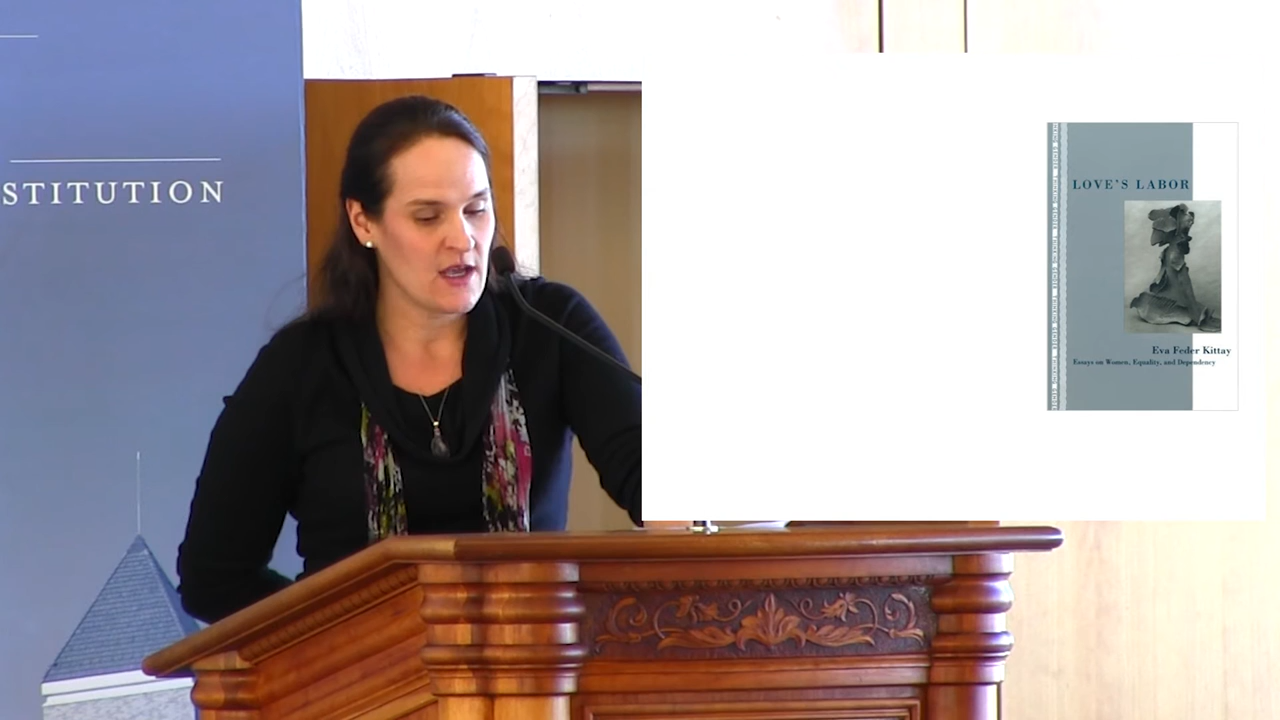 STITUTION
LOVE'S LABOR
Eva Feder Kittay
Essays on Women, Equality, and Dependency